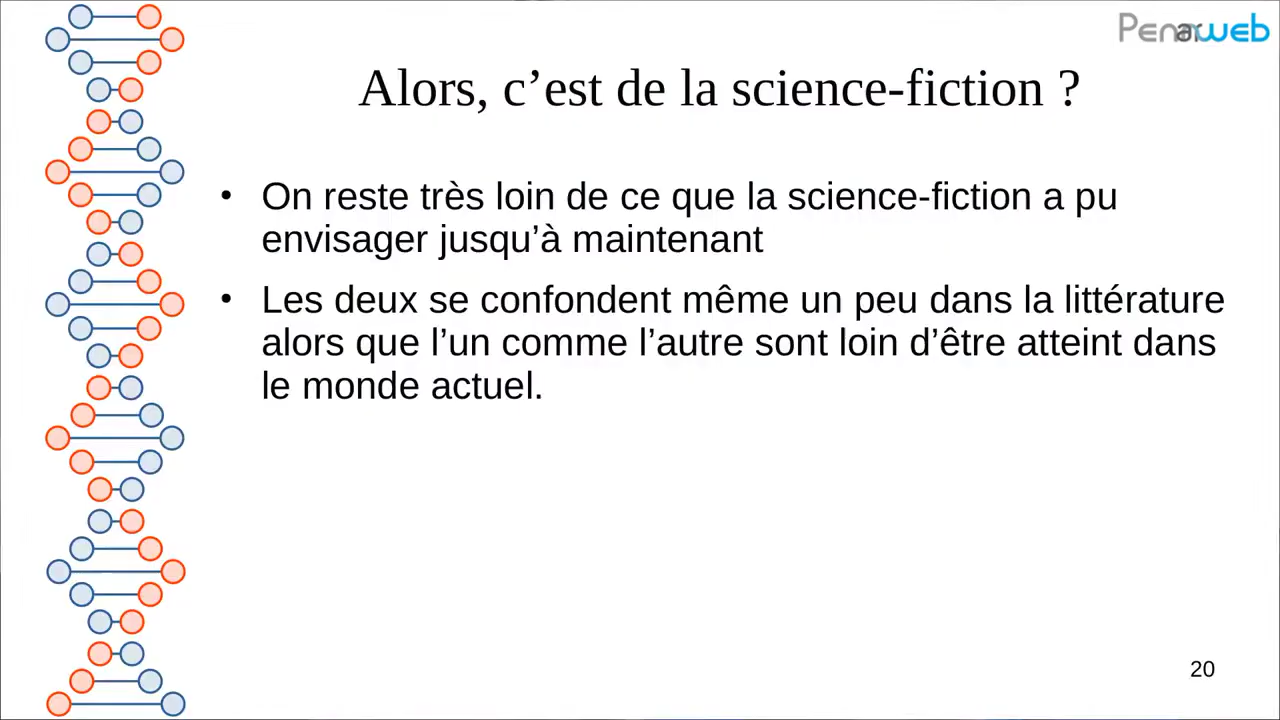 Penarweb
Alors, c’est de la science-fiction ?
• On reste très loin de ce que la science-fiction a pu
envisager jusqu’à maintenant
• Les deux se confondent même un peu dans la littérature
alors que l’un comme l’autre sont loin d’être atteint dans
le monde actuel.
20